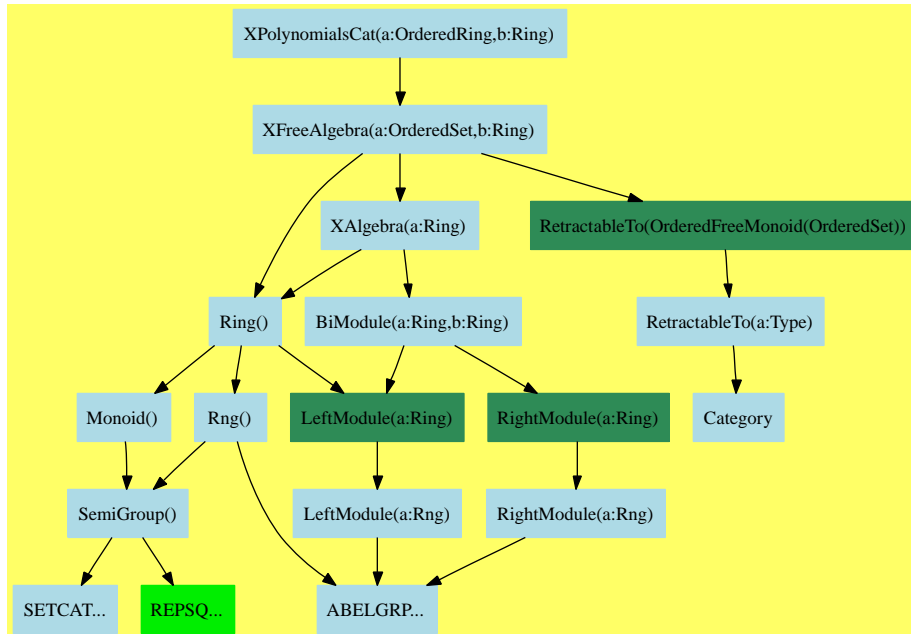 XPolynomialsCat(a:OrderedRing,b:Ring)
XFreeAlgebra(a:OrderedSet,b:Ring)
XAlgebra(a:Ring)
RetractableTo(OrderedFreeMonoid(OrderedSet))
Ring()
BiModule(a:Ring,b:Ring)
RetractableTo(a:Type)
Monoid()
Rng()
LeftModule(a:Ring)
RightModule(a:Ring)
Category
SemiGroup()
LeftModule(a:Rng)
RightModule(a:Rng)
SETCAT...
REPSQ...
ABELGRP...